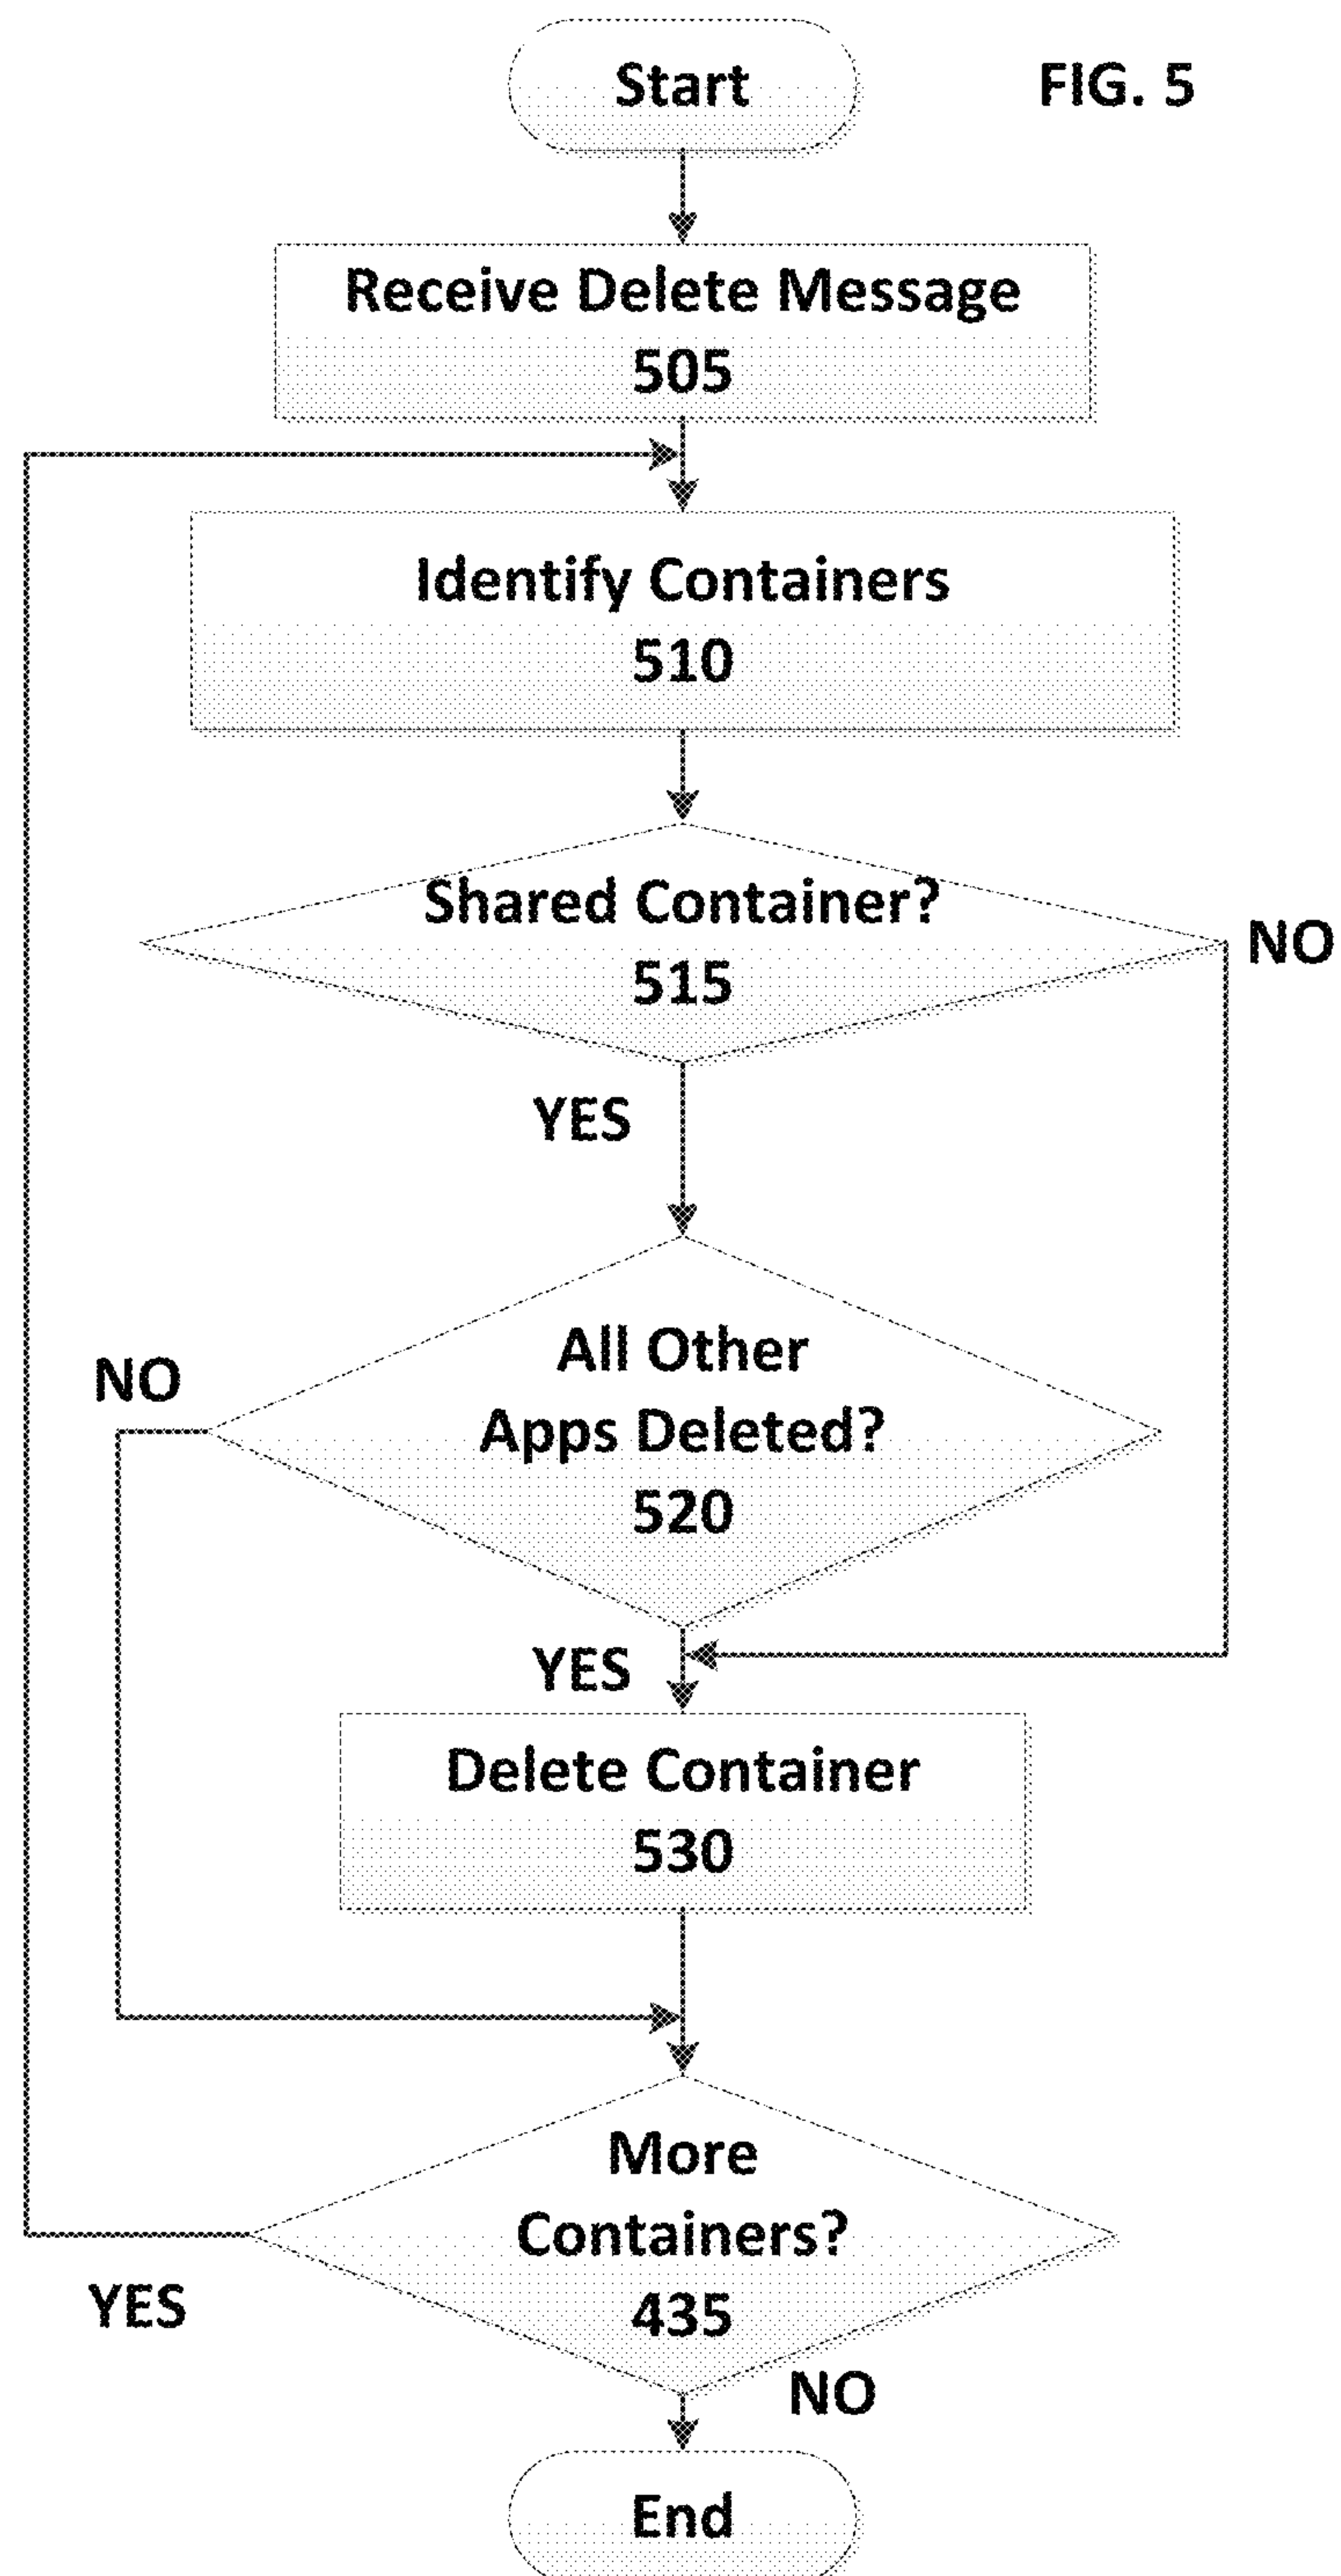 Start
FIG. 5
Receive Delete Message
505
Identify Containers
510
Shared Container?
515
NO
YES
All Other
Apps Deleted?
520
NO
YES
Delete Container
530
More
Containers?
435
YES
NO
End